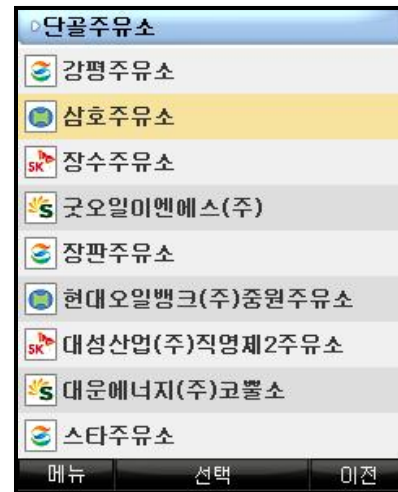 단골주유소
강평주유소
삼호주유소
SK 장수주유소
S 굿오일이엔에스(주)
장판주유소
현대오일뱅크(주)중원주유소
SK 대성산업(주)직영제2주유소
S 대운에너지(주)코뿔소
스타주유소
메뉴 선택 이전